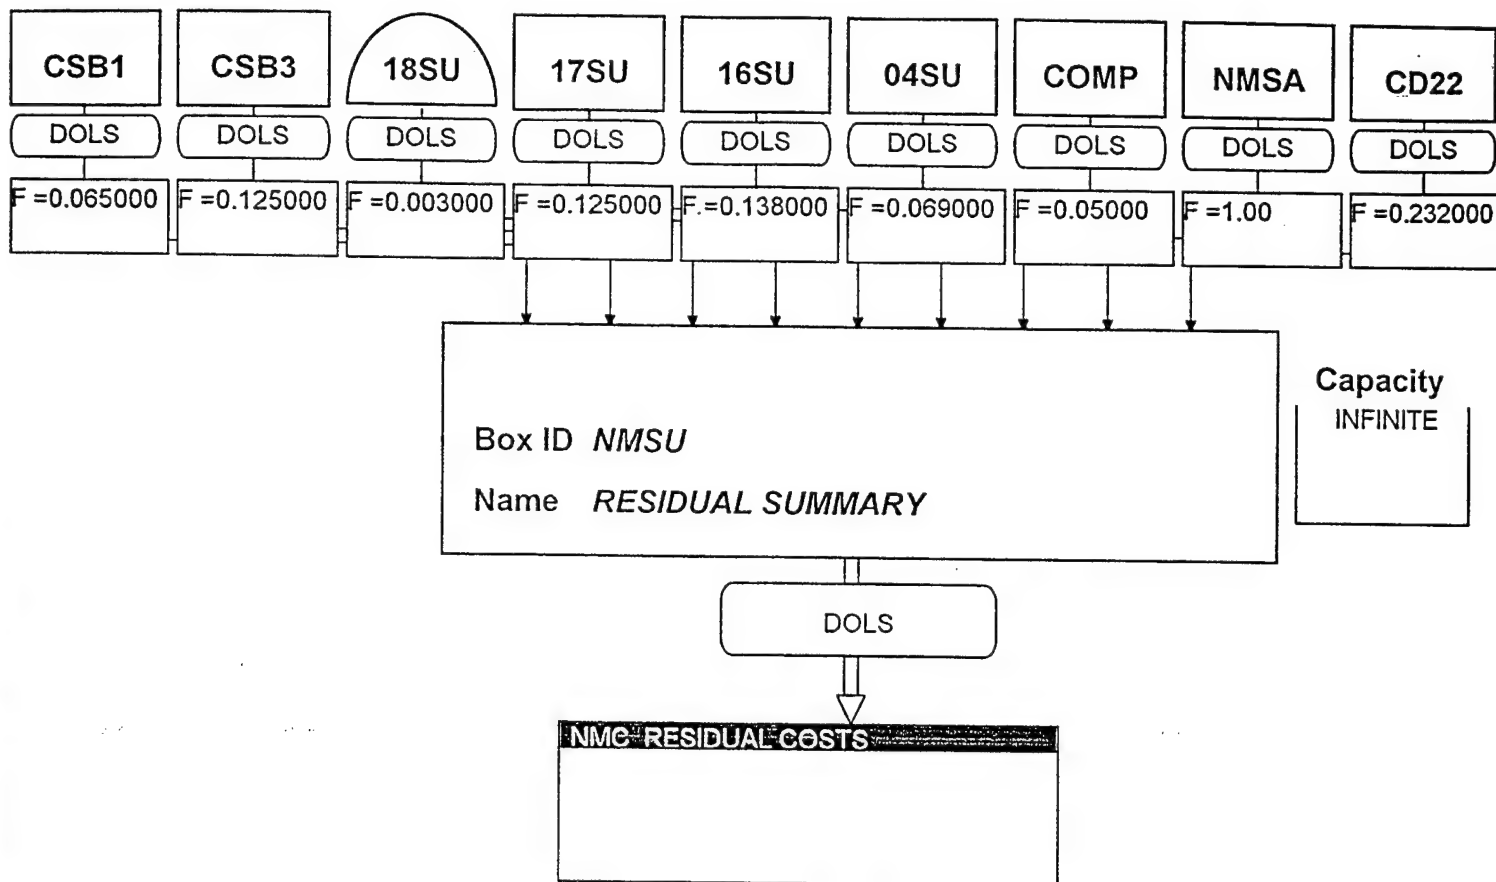 CSB1 CSB3 18SU 17SU 16SU 04SU COMP NMSA CD22
DOLS DOLS DOLS DOLS DOLS DOLS DOLS DOLS DOLS
F =0.065000 F =0.125000 F =0.003000 F =0.125000 F.=0.138000 F =0.069000 F =0.05000 F =1.00 F =0.232000
Capacity
INFINITE
Box ID NMSU
Name RESIDUAL SUMMARY
DOLS
NMC RESIDUAL COSTS